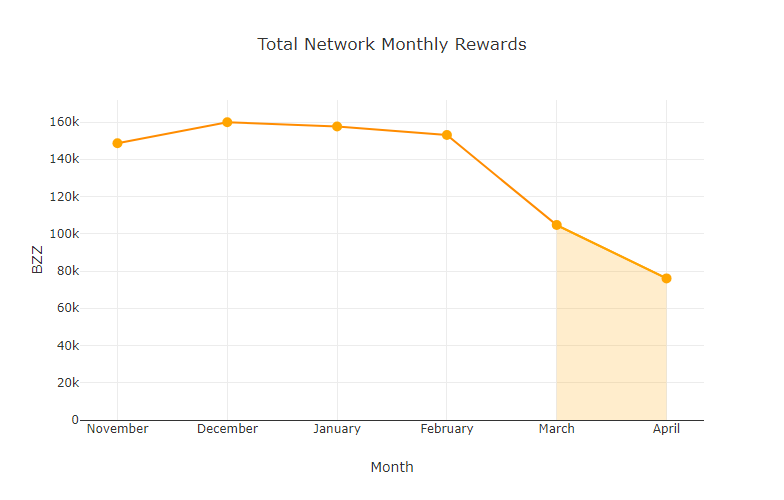 Total Network Monthly Rewards
160k
140k
120k
100k
80k
60k
40k
20k
0
BZZ
November December January February March April
Month